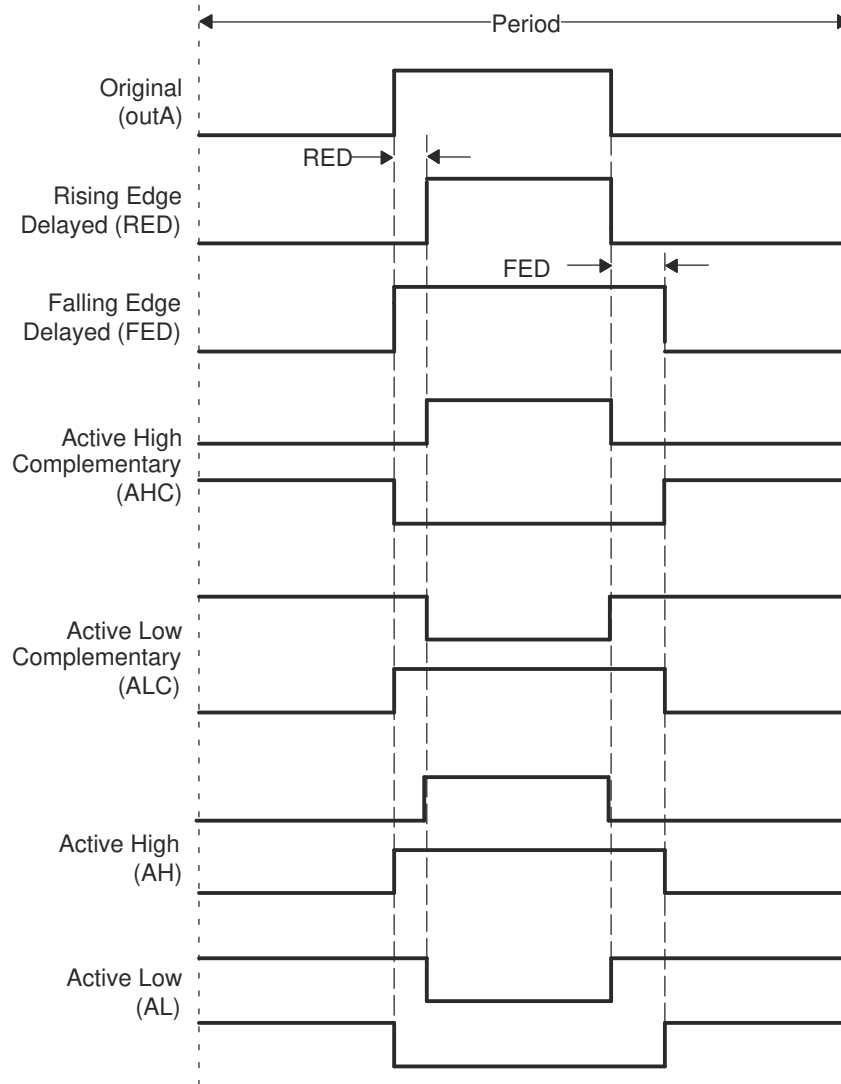 Period
Original
(outA)
RED
Rising Edge
Delayed (RED)
FED
Falling Edge
Delayed (FED)
Active High
Complementary
(AHC)
Active Low
Complementary
(ALC)
Active High
(AH)
Active Low
(AL)